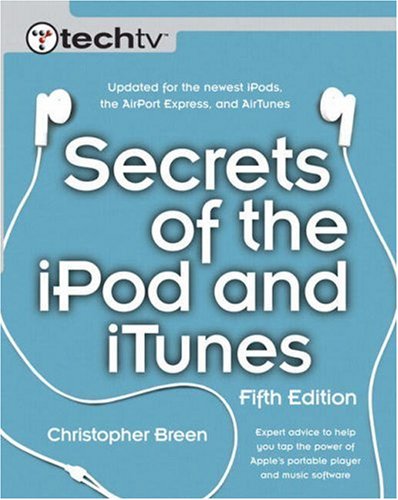 techtv™
Updated for the newest iPods,
the AirPort Express, and AirTunes
Secrets
of the
iPod and
iTunes
Fifth Edition
Christopher Breen
Expert advice to help
you tap the power of
Apple's portable player
and music software